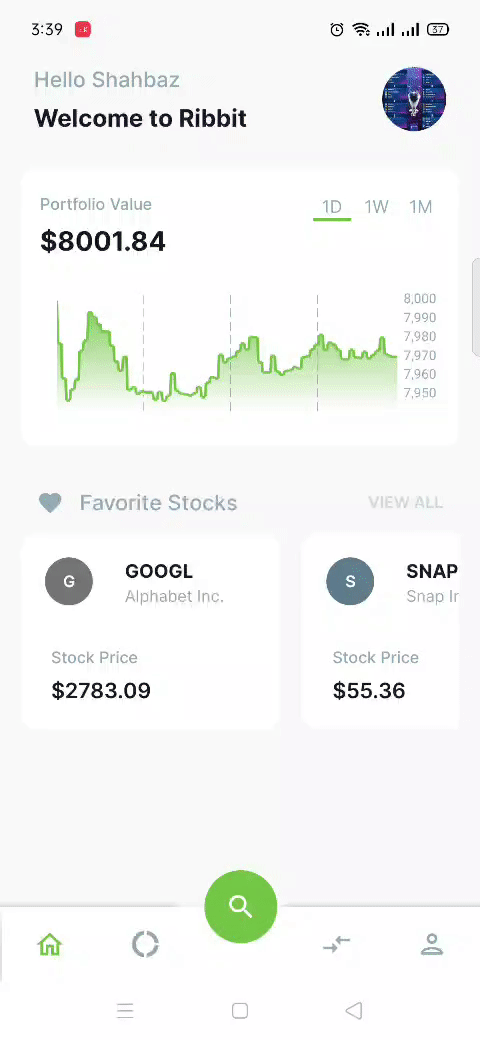 3:39
37
Hello Shahbaz
Welcome to Ribbit
Portfolio Value
1D 1W 1M
$8001.84
8,000
7,990
7,980
7,970
7,960
7,950
Favorite Stocks
VIEW ALL
G
GOOGL
Alphabet Inc.
Stock Price
$2783.09
S
SNAP
Snap Ir
Stock Price
$55.36